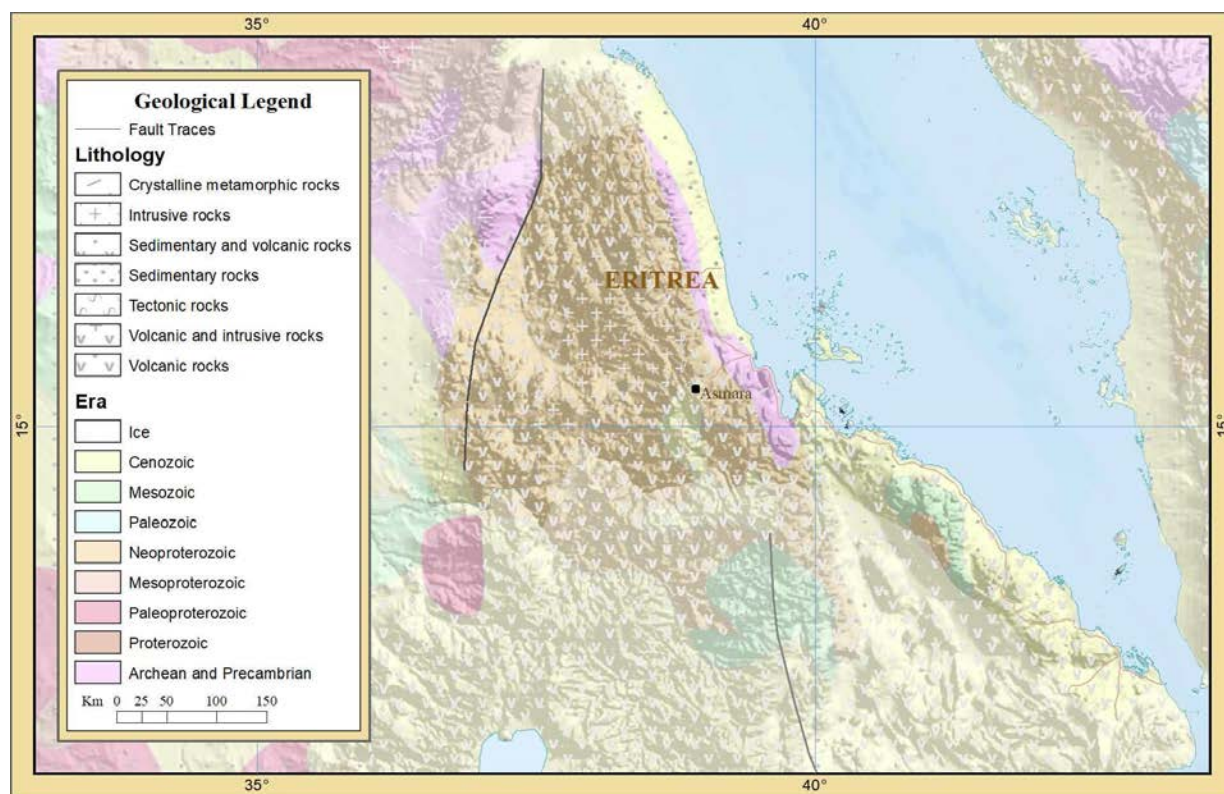 35°
40°
Geological Legend
Fault Traces
Lithology
Crystalline metamorphic rocks
Intrusive rocks
Sedimentary and volcanic rocks
Sedimentary rocks
Tectonic rocks
Volcanic and intrusive rocks
Volcanic rocks
Era
Ice
Cenozoic
Mesozoic
Paleozoic
Neoproterozoic
Mesoproterozoic
Paleoproterozoic
Proterozoic
Archean and Precambrian
Km 0 25 50 100 150
ERITREA
Asmara
15°
15°
35°
40°